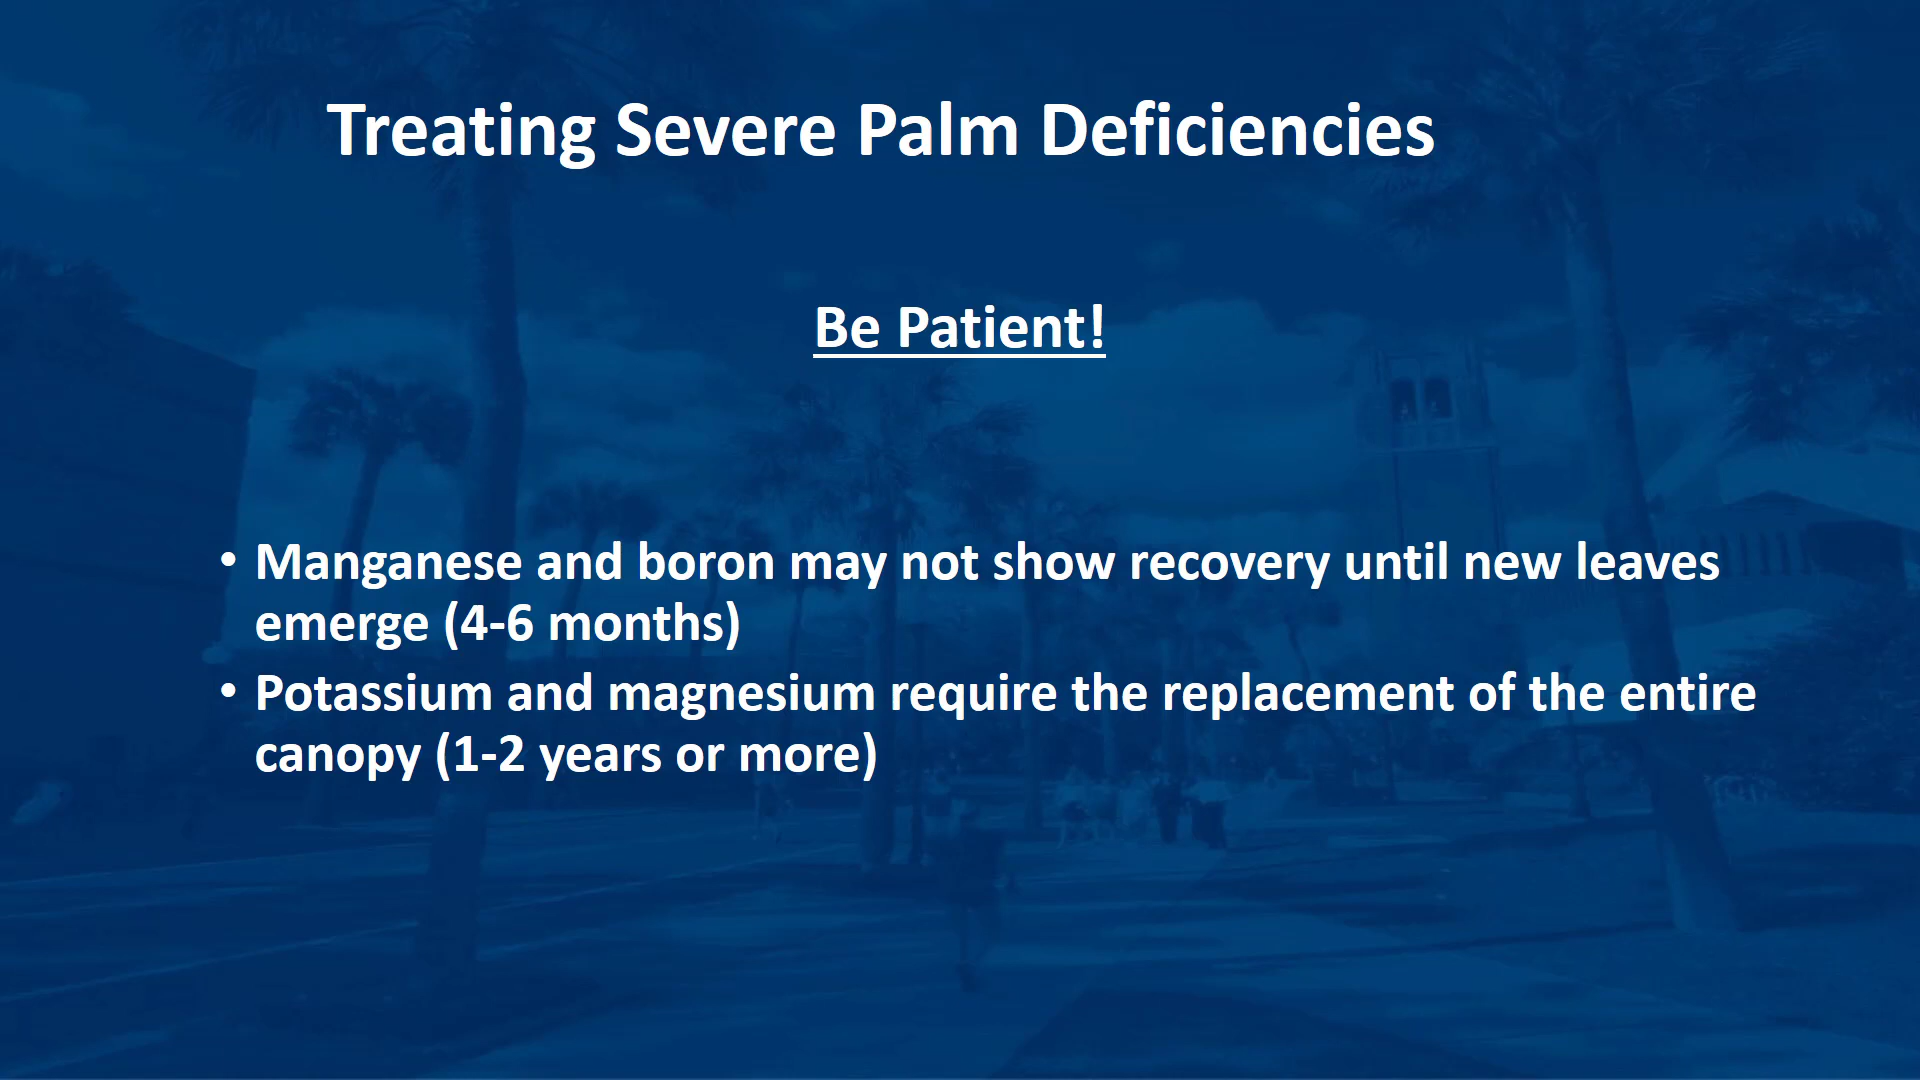 Treating Severe Palm Deficiencies
Be Patient!
• Manganese and boron may not show recovery until new leaves
emerge (4-6 months)
• Potassium and magnesium require the replacement of the entire
canopy (1-2 years or more)